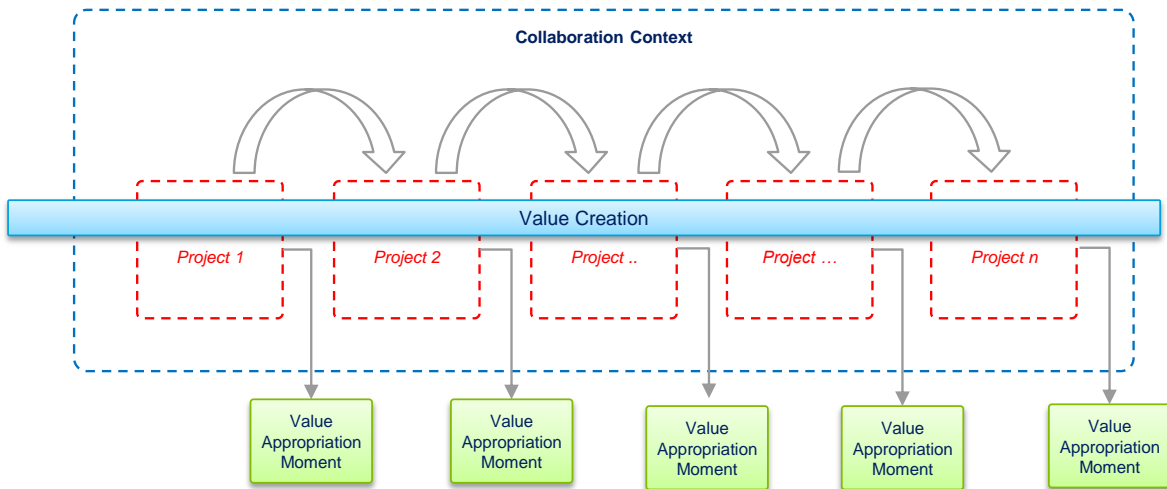 Collaboration Context
Value Creation
Project 1
Project 2
Project ..
Project …
Project n
Value
Appropriation
Moment
Value
Appropriation
Moment
Value
Appropriation
Moment
Value
Appropriation
Moment
Value
Appropriation
Moment